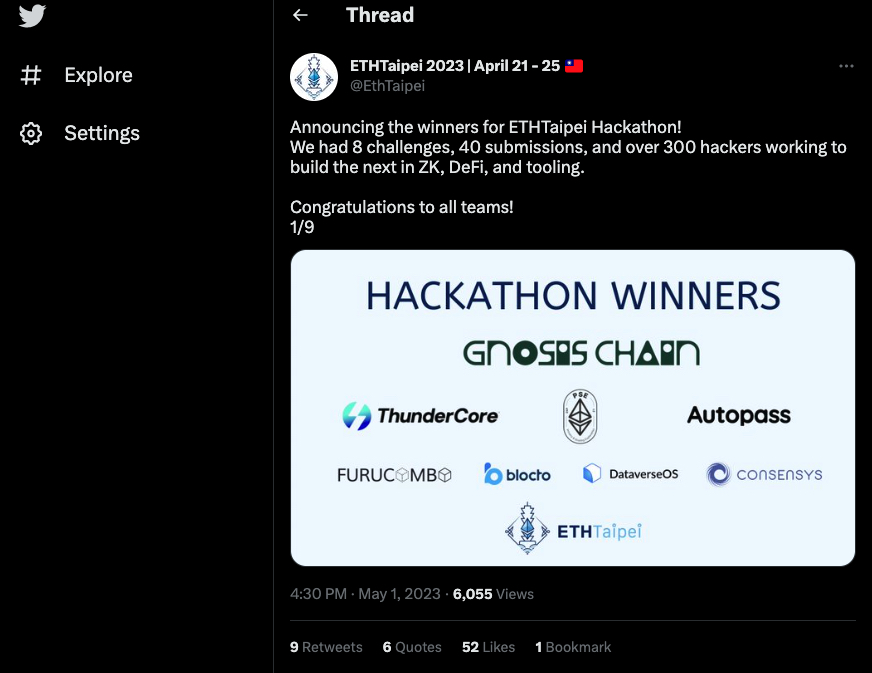 Thread
Explore
Settings
ETHTaipei 2023 | April 21 - 25 🇹🇼
@EthTaipei
Announcing the winners for ETHTaipei Hackathon!
We had 8 challenges, 40 submissions, and over 300 hackers working to
build the next in ZK, DeFi, and tooling.
Congratulations to all teams!
1/9
HACKATHON WINNERS
GNOSIS CHAIN
ThunderCore
PSE
Autopass
FURUCOMBO
blocto
DataverseOS
CONSENSYS
ETHTaipei
4:30 PM · May 1, 2023 · 6,055 Views
9 Retweets 6 Quotes 52 Likes 1 Bookmark